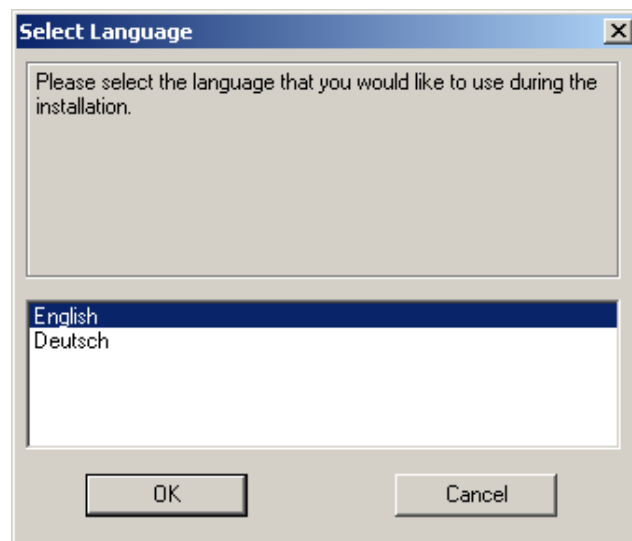 Select Language
Please select the language that you would like to use during the
installation.
English
Deutsch
OK
Cancel